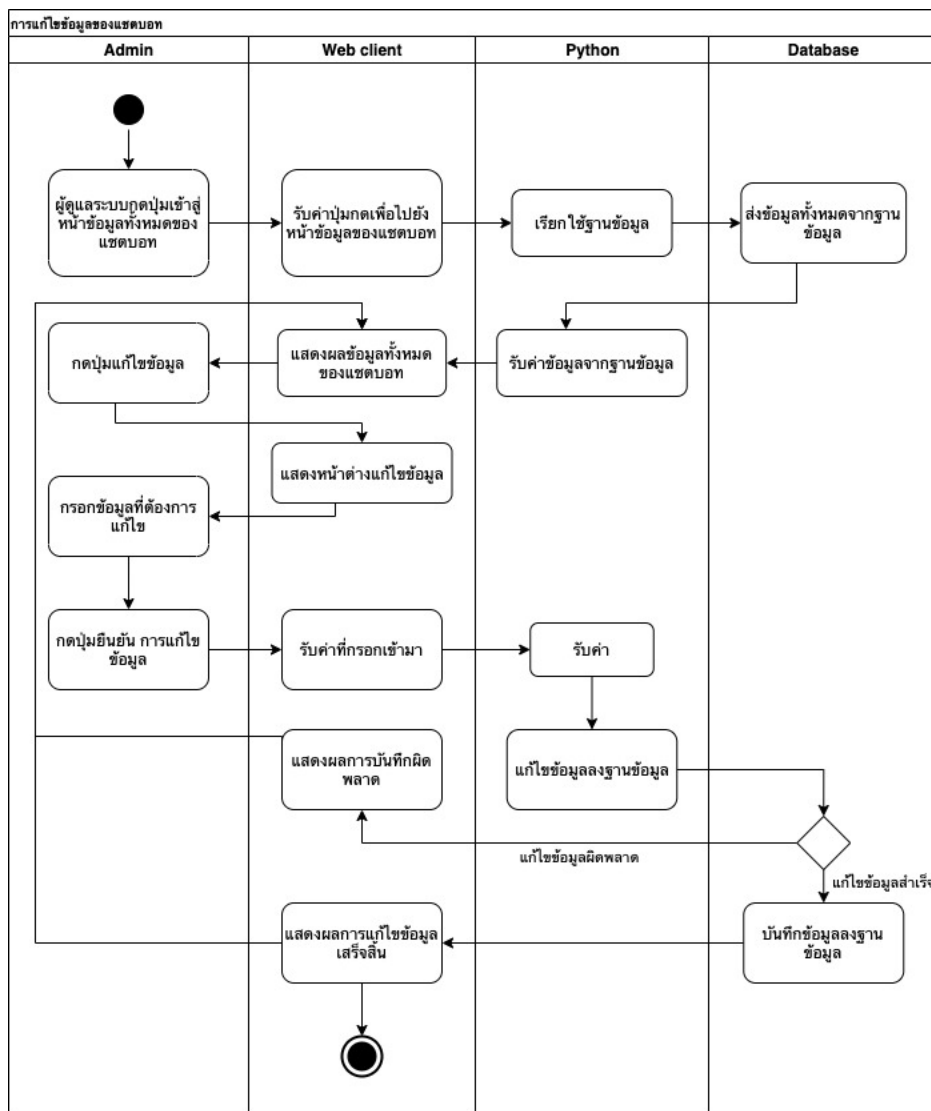 การแก้ไขข้อมูลของแชตบอท
Admin
Web client
Python
Database
ผู้ดูแลระบบกดปุ่มเข้าสู่
หน้าข้อมูลทั้งหมดของ
แชตบอท
รับค่าปุ่มกดเพื่อไปยัง
หน้าข้อมูลของแชตบอท
เรียกใช้ฐานข้อมูล
ส่งข้อมูลทั้งหมดจากฐาน
ข้อมูล
กดปุ่มแก้ไขข้อมูล
แสดงผลข้อมูลทั้งหมด
ของแชตบอท
รับค่าข้อมูลจากฐานข้อมูล
แสดงหน้าต่างแก้ไขข้อมูล
กรอกข้อมูลที่ต้องการ
แก้ไข
กดปุ่มยืนยัน การแก้ไข
ข้อมูล
รับค่าที่กรอกเข้ามา
รับค่า
แสดงผลการบันทึกผิด
พลาด
แก้ไขข้อมูลลงฐานข้อมูล
แก้ไขข้อมูลผิดพลาด
แก้ไขข้อมูลสำเร็จ
แสดงผลการแก้ไขข้อมูล
เสร็จสิ้น
บันทึกข้อมูลลงฐาน
ข้อมูล